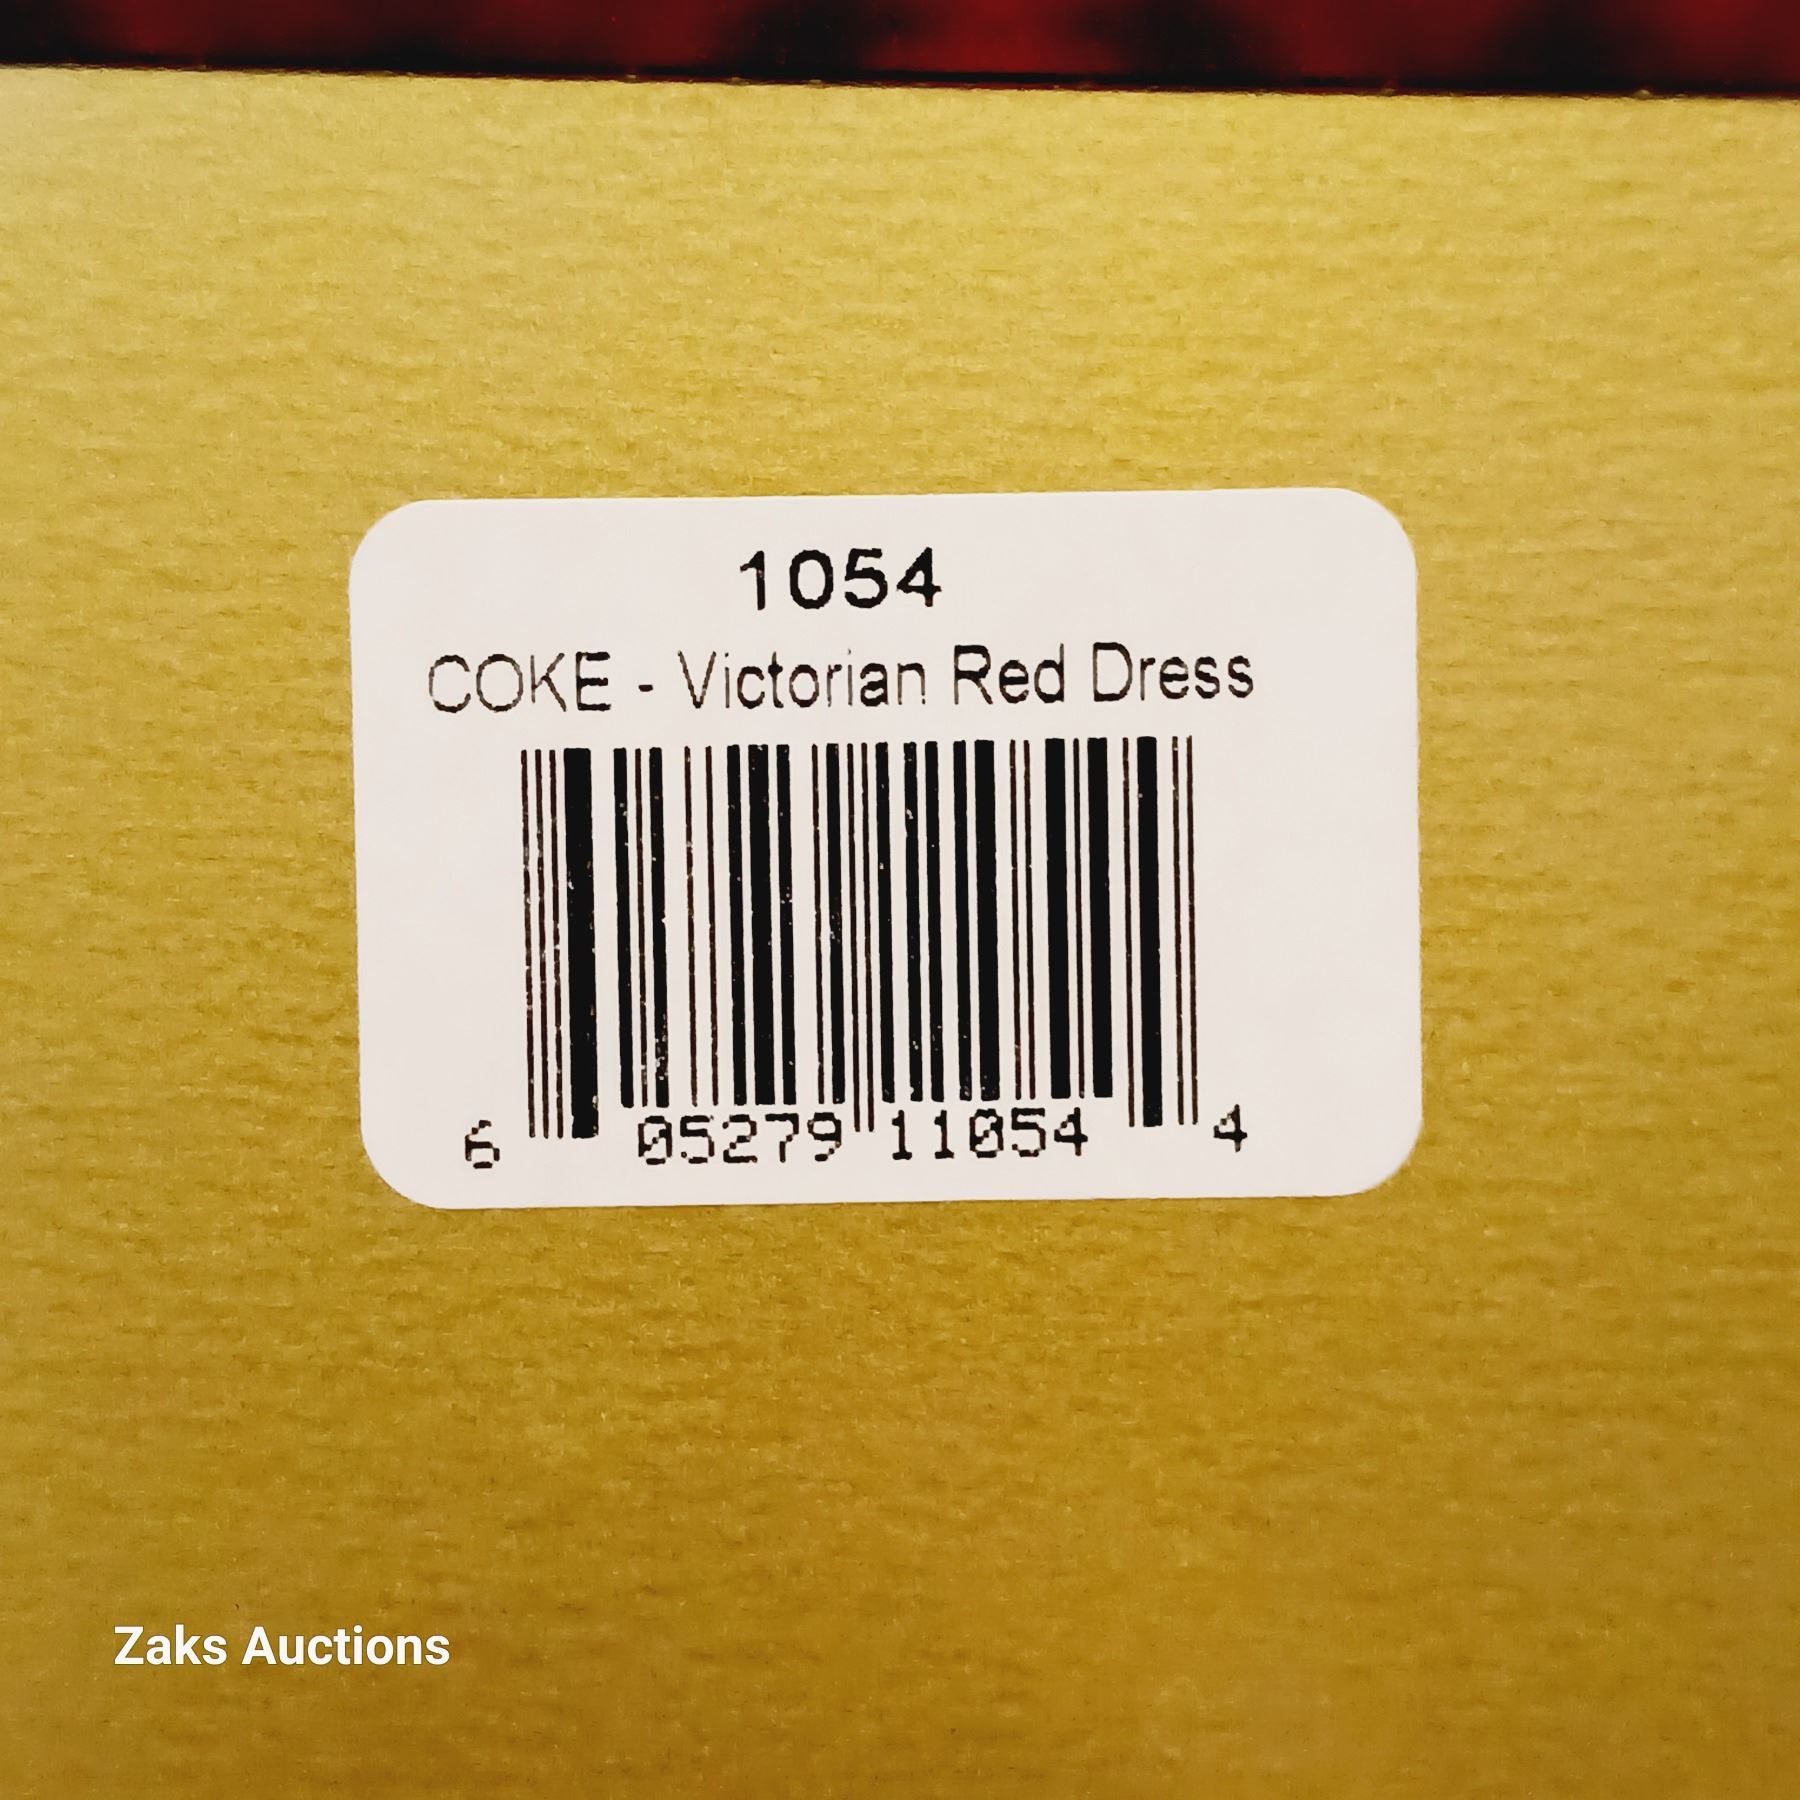 1054
COKE - Victorian Red Dress
6 05279 11054 4
Zaks Auctions